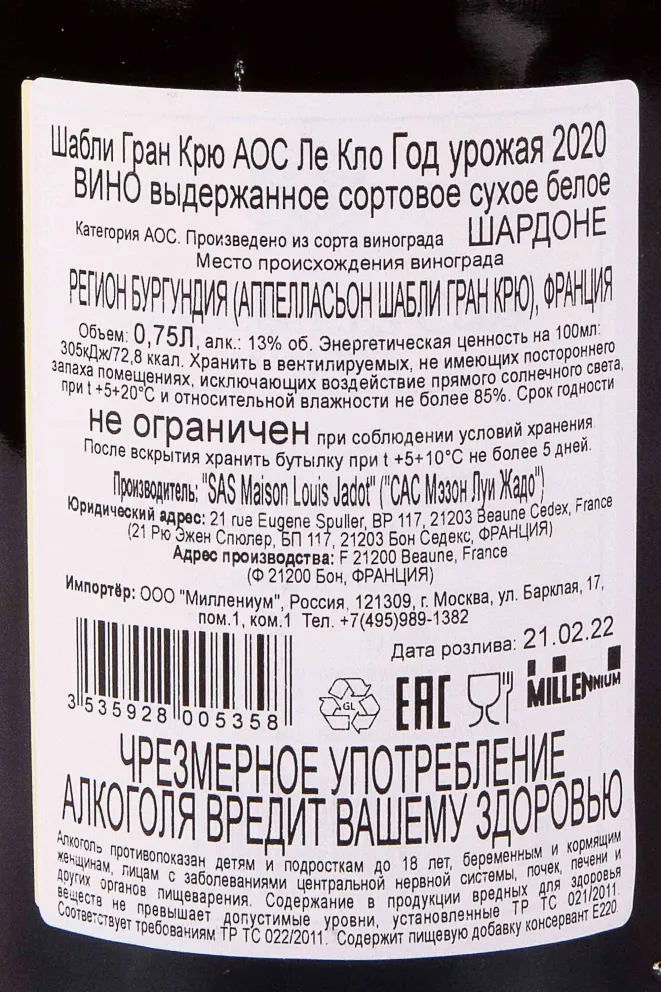 Шабли Гран Крю АОС Ле Кло Год урожая 2020
ВИНО выдержанное сортовое сухое белое
Категория АОС. Произведено из сорта винограда ШАРДОНЕ
Место происхождения винограда
РЕГИОН БУРГУНДИЯ (АППЕЛЛАСЬОН ШАБЛИ ГРАН КРЮ), ФРАНЦИЯ
Объем: 0,75Л, алк.: 13% об. Энергетическая ценность на 100мл:
305кДж/72,8 ккал. Хранить в вентилируемых, не имеющих постороннего
запаха помещениях, исключающих воздействие прямого солнечного света,
при t +5+20°С и относительной влажности не более 85%. Срок годности
не ограничен при соблюдении условий хранения.
После вскрытия хранить бутылку при t +5+10°С не более 5 дней.
Производитель: "SAS Maison Louis Jadot" ("САС Мэзон Луи Жадо")
Юридический адрес: 21 rue Eugene Spuller, BP 117, 21203 Beaune Cedex, France
(21 Рю Эжен Спюлер, БП 117, 21203 Бон Седекс, ФРАНЦИЯ)
Адрес производства: F 21200 Beaune, France
(Ф 21200 Бон, ФРАНЦИЯ)
Импортёр: ООО "Миллениум", Россия, 121309, г. Москва, ул. Барклая, 17,
пом.1, ком.1 Тел. +7(495)989-1382
Дата розлива: 21.02.22
3 535928 005358
GL
EAC
MILLENNIUM
ЧРЕЗМЕРНОЕ УПОТРЕБЛЕНИЕ
АЛКОГОЛЯ ВРЕДИТ ВАШЕМУ ЗДОРОВЬЮ
Алкоголь противопоказан детям и подросткам до 18 лет, беременным и кормящим
женщинам, лицам с заболеваниями центральной нервной системы, почек, печени и
других органов пищеварения. Содержание в продукции вредных для здоровья
веществ не превышает допустимые уровни, установленные ТР ТС 021/2011.
Соответствует требованиям ТР ТС 022/2011. Содержит пищевую добавку консервант Е220.